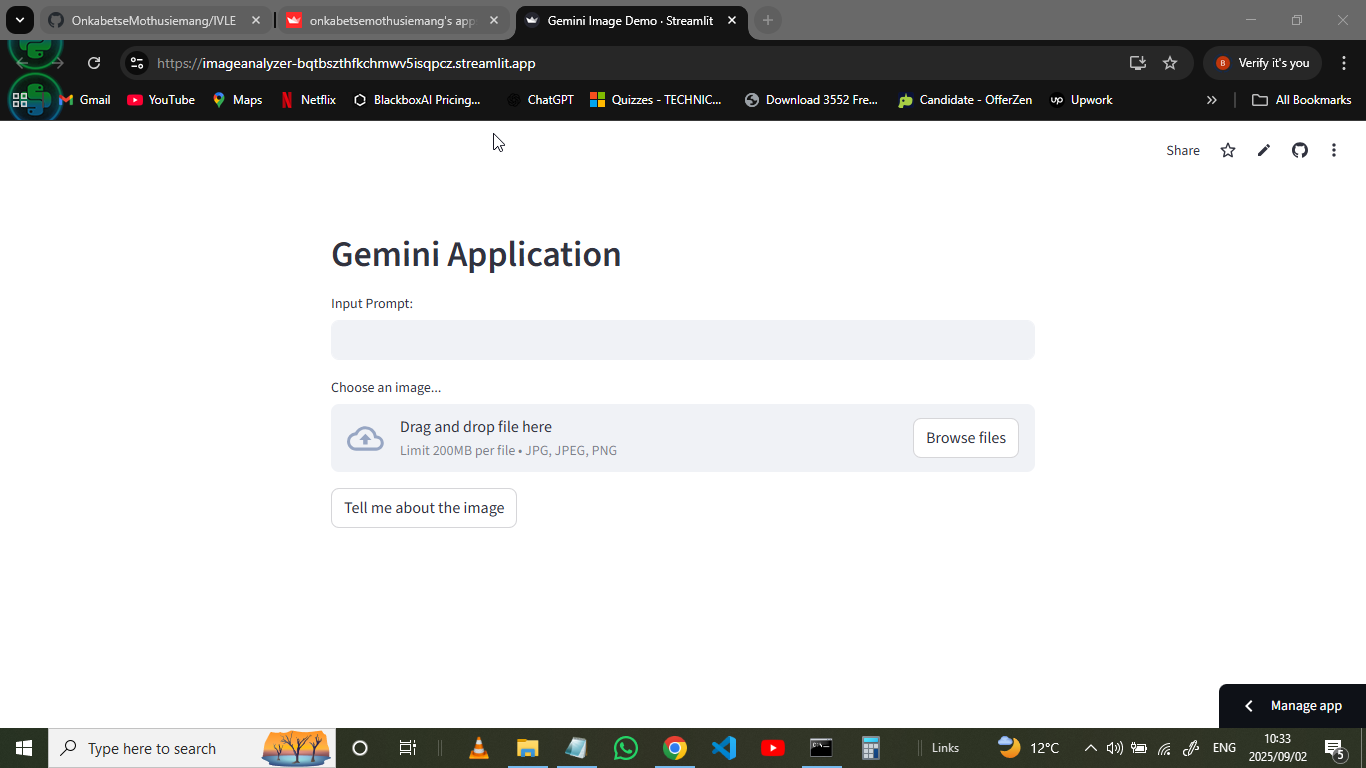 OnkabetseMothusiemang/IVLE
onkabetsemothusiemang's app
Gemini Image Demo · Streamlit
https://imageanalyzer-bqtbszthfkchmwv5isqpcz.streamlit.app
B
Verify it's you
Gmail
YouTube
Maps
Netflix
BlackboxAI Pricing...
ChatGPT
Quizzes - TECHNIC...
Download 3552 Fre...
Candidate - OfferZen
up
Upwork
All Bookmarks
Share
Gemini Application
Input Prompt:
Choose an image...
Drag and drop file here
Limit 200MB per file • JPG, JPEG, PNG
Browse files
Tell me about the image
Manage app
Type here to search
Links
12°C
ENG
10:33
2025/09/02
5